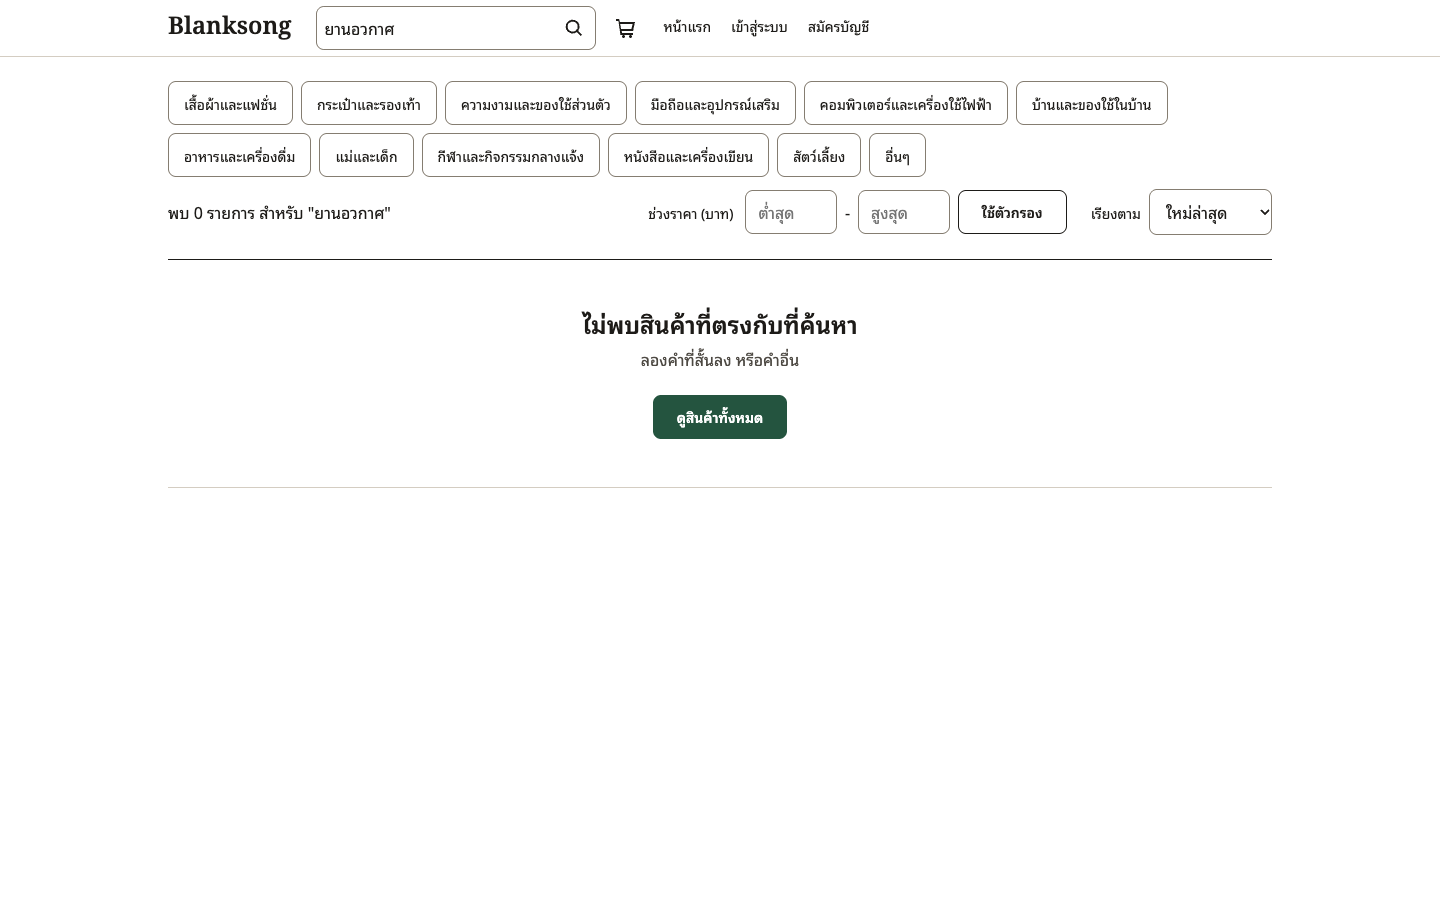 Blanksong
ยานอวกาศ
หน้าแรก
เข้าสู่ระบบ
สมัครบัญชี
เสื้อผ้าและแฟชั่น
กระเป๋าและรองเท้า
ความงามและของใช้ส่วนตัว
มือถือและอุปกรณ์เสริม
คอมพิวเตอร์และเครื่องใช้ไฟฟ้า
บ้านและของใช้ในบ้าน
อาหารและเครื่องดื่ม
แม่และเด็ก
กีฬาและกิจกรรมกลางแจ้ง
หนังสือและเครื่องเขียน
สัตว์เลี้ยง
อื่นๆ
พบ 0 รายการ สำหรับ "ยานอวกาศ"
ช่วงราคา (บาท)
ต่ำสุด
-
สูงสุด
ใช้ตัวกรอง
เรียงตาม
ใหม่ล่าสุด
ไม่พบสินค้าที่ตรงกับที่ค้นหา
ลองคำที่สั้นลง หรือคำอื่น
ดูสินค้าทั้งหมด